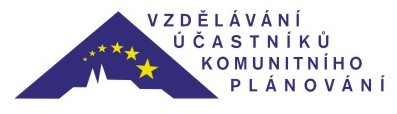 VZDĚLÁVÁNÍ
ÚČASTNÍKŮ
KOMUNITNÍHO
PLÁNOVÁNÍ